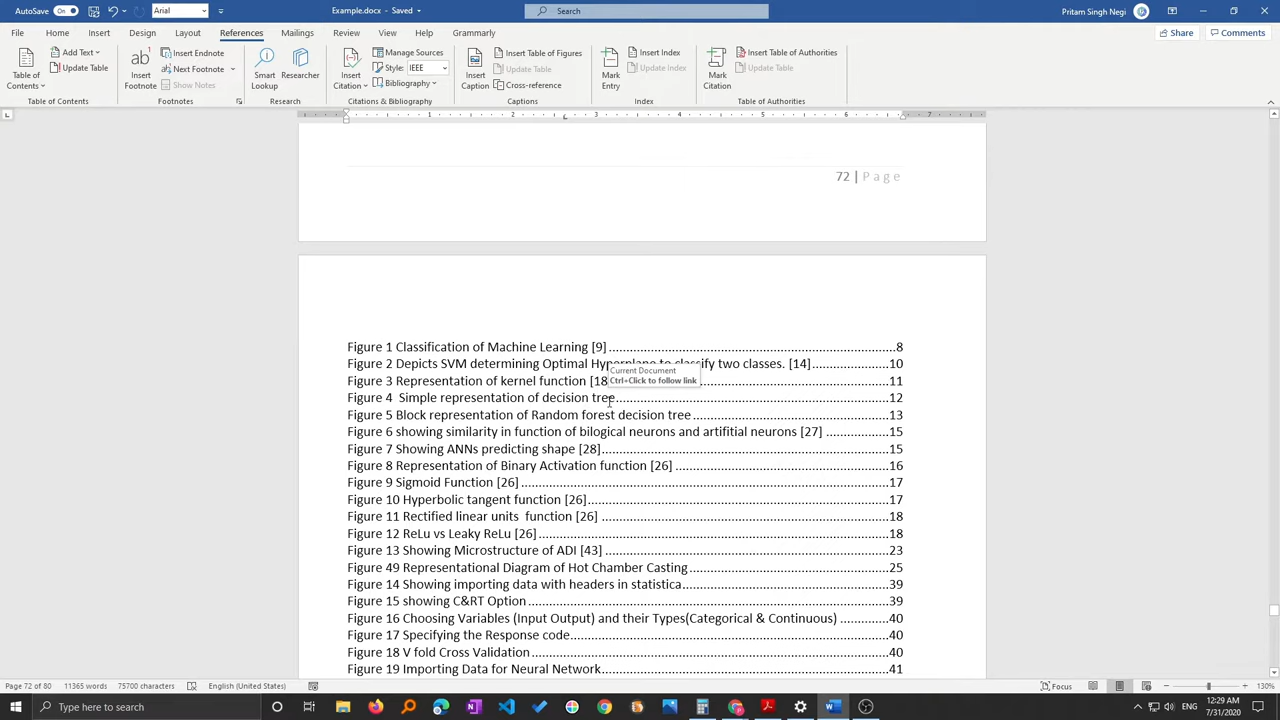 AutoSave On Arial Example.docx - Saved Search Pritam Singh Negi
File Home Insert Design Layout References Mailings Review View Help Grammarly Share Comments
Table of Contents Add Text Update Table Table of Contents
Insert Footnote Insert Endnote Next Footnote Show Notes Footnotes
Smart Lookup Researcher Research
Insert Citation Manage Sources Style: IEEE Bibliography Citations & Bibliography
Insert Caption Insert Table of Figures Update Table Cross-reference Captions
Mark Entry Insert Index Update Index Index
Mark Citation Insert Table of Authorities Update Table Table of Authorities
1 2 3 4 5 6 7
72 | Page
Figure 1 Classification of Machine Learning [9] 8
Figure 2 Depicts SVM determining Optimal Hyperplane to classify two classes. [14] 10
Current Document
Ctrl+Click to follow link
Figure 3 Representation of kernel function [18 11
Figure 4  Simple representation of decision tree 12
Figure 5 Block representation of Random forest decision tree 13
Figure 6 showing similarity in function of bilogical neurons and artifitial neurons [27] 15
Figure 7 Showing ANNs predicting shape [28] 15
Figure 8 Representation of Binary Activation function [26] 16
Figure 9 Sigmoid Function [26] 17
Figure 10 Hyperbolic tangent function [26] 17
Figure 11 Rectified linear units  function [26] 18
Figure 12 ReLu vs Leaky ReLu [26] 18
Figure 13 Showing Microstructure of ADI [43] 23
Figure 49 Representational Diagram of Hot Chamber Casting 25
Figure 14 Showing importing data with headers in statistica 39
Figure 15 showing C&RT Option 39
Figure 16 Choosing Variables (Input Output) and their Types(Categorical & Continuous) 40
Figure 17 Specifying the Response code 40
Figure 18 V fold Cross Validation 40
Figure 19 Importing Data for Neural Network 41
Page 72 of 80 11365 words 75700 characters English (United States) Focus 130%
Type here to search ENG 12:29 AM
7/31/2020